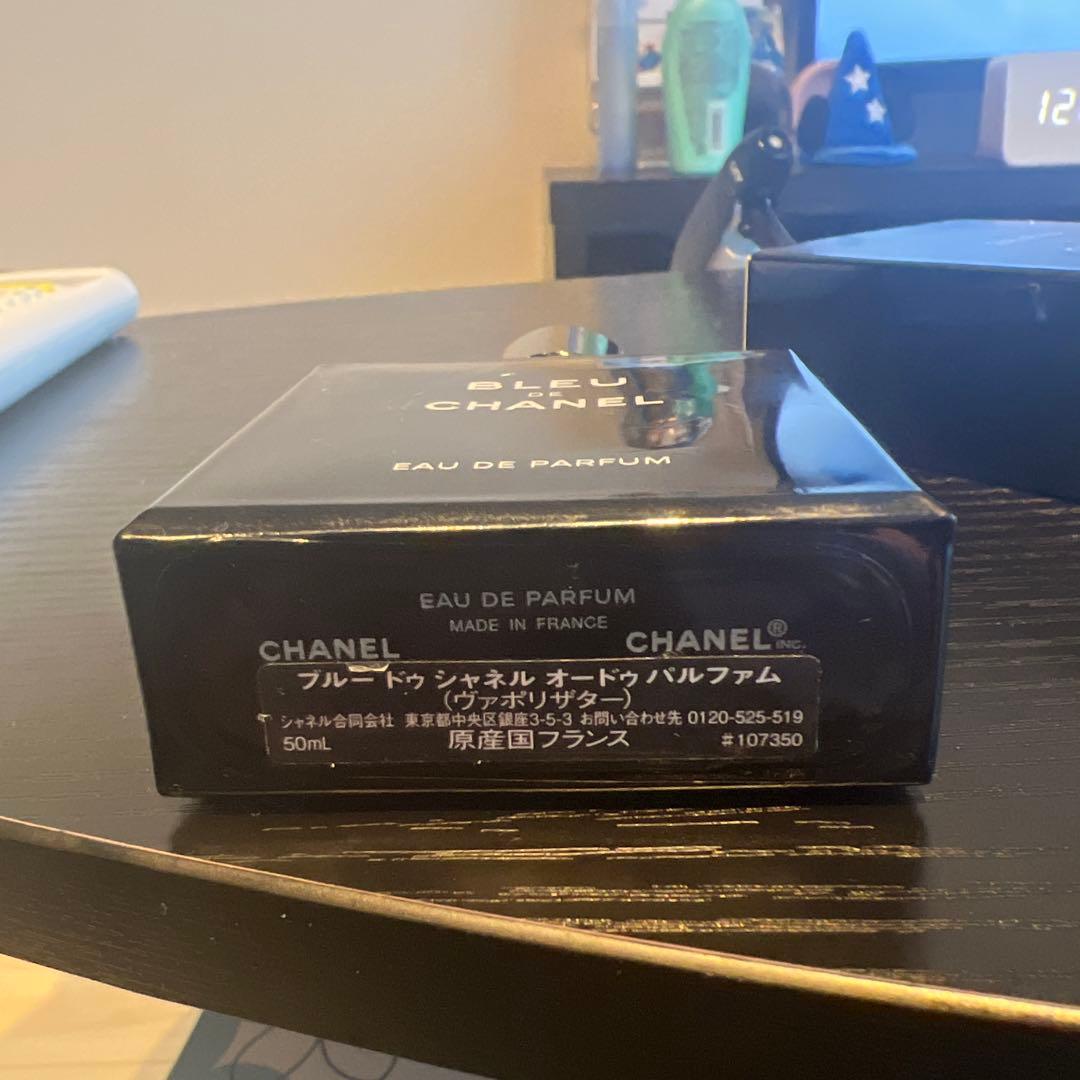 12
BLEU
DE
CHANEL
EAU DE PARFUM
EAU DE PARFUM
MADE IN FRANCE
CHANEL CHANEL® INC.
ブルー ドゥ シャネル オードゥ パルファム
(ヴァポリザター)
シャネル合同会社 東京都中央区銀座3-5-3 お問い合わせ先 0120-525-519
50mL 原産国フランス #107350